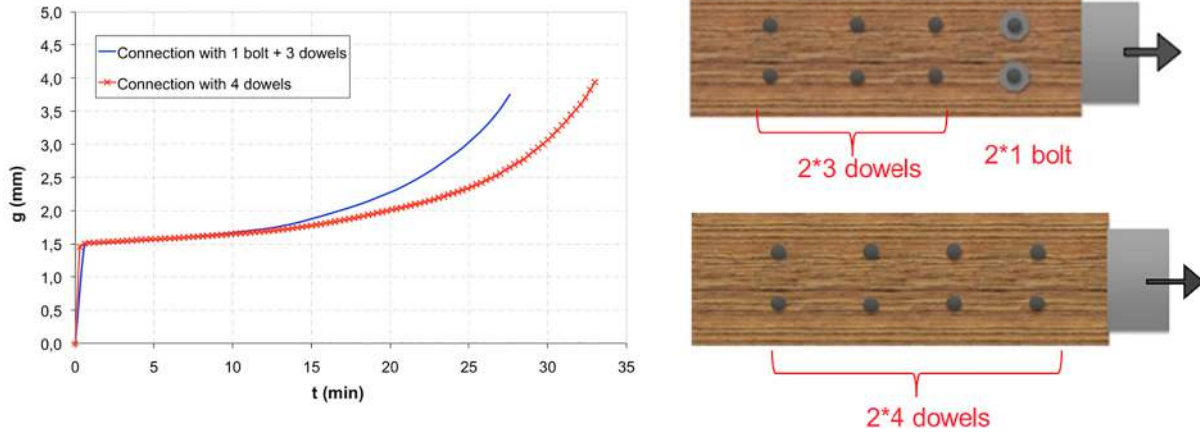 5,0
4,5
4,0
3,5
3,0
2,5
2,0
1,5
1,0
0,5
0,0
g (mm)
Connection with 1 bolt + 3 dowels
Connection with 4 dowels
0 5 10 15 20 25 30 35
t (min)
2*3 dowels
2*1 bolt
2*4 dowels